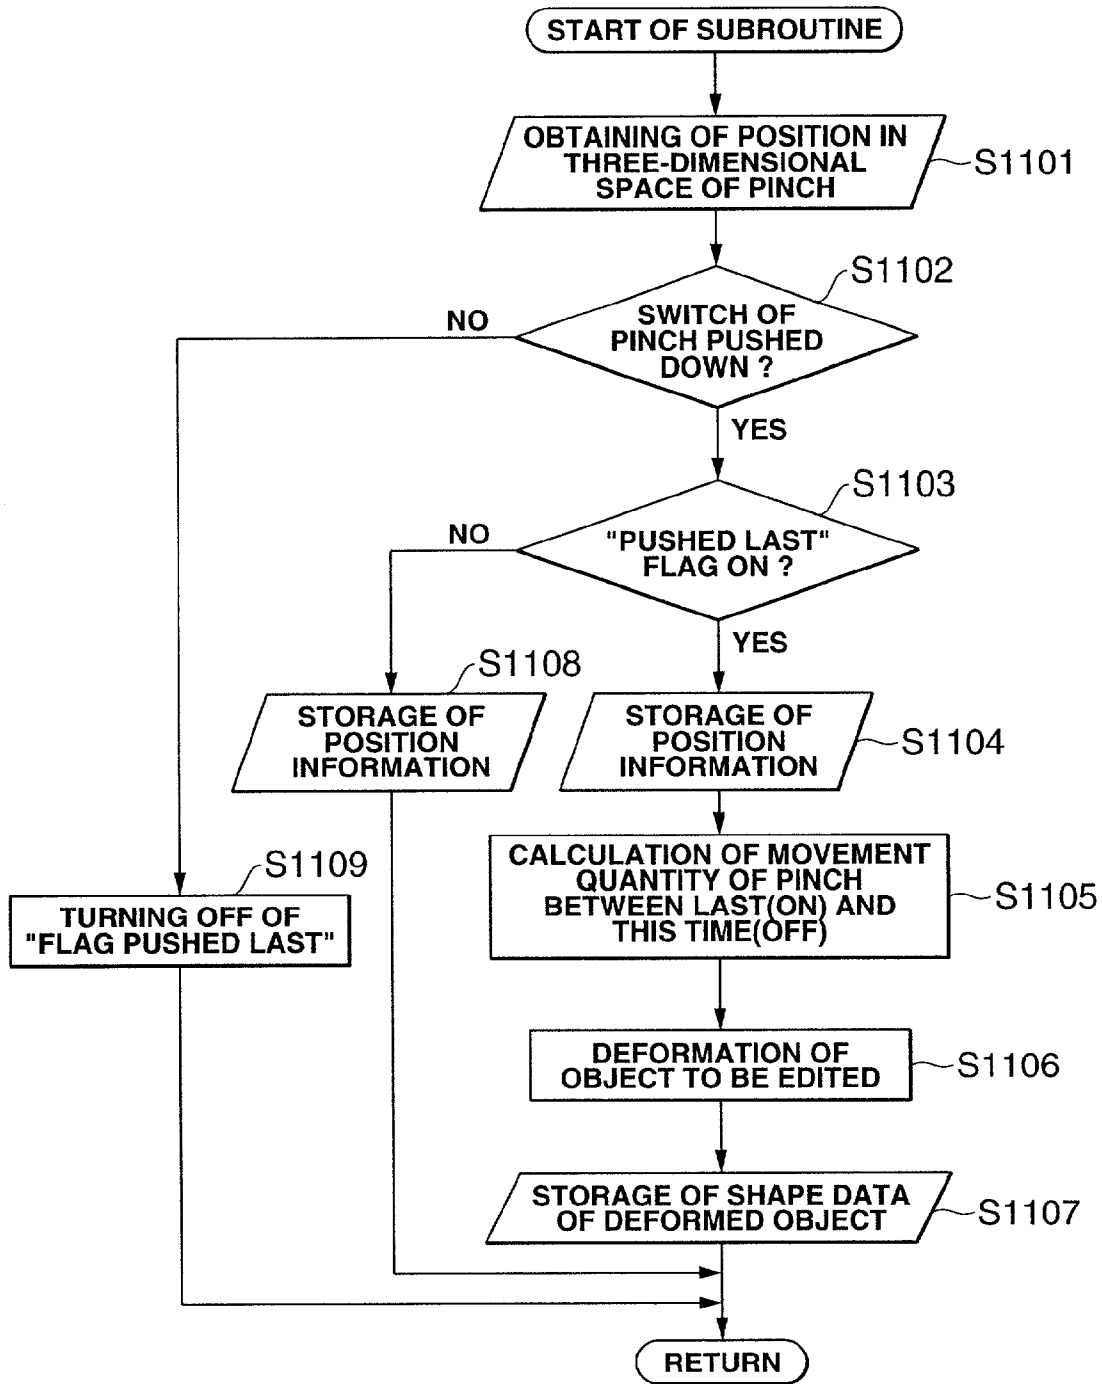 START OF SUBROUTINE
OBTAINING OF POSITION IN
THREE-DIMENSIONAL
SPACE OF PINCH
S1101
S1102
SWITCH OF
PINCH PUSHED
DOWN ?
NO
YES
S1103
"PUSHED LAST"
FLAG ON ?
NO
YES
S1108
STORAGE OF
POSITION
INFORMATION
STORAGE OF
POSITION
INFORMATION
S1104
S1109
TURNING OFF OF
"FLAG PUSHED LAST"
CALCULATION OF MOVEMENT
QUANTITY OF PINCH
BETWEEN LAST(ON) AND
THIS TIME(OFF)
S1105
DEFORMATION OF
OBJECT TO BE EDITED
S1106
STORAGE OF SHAPE DATA
OF DEFORMED OBJECT
S1107
RETURN